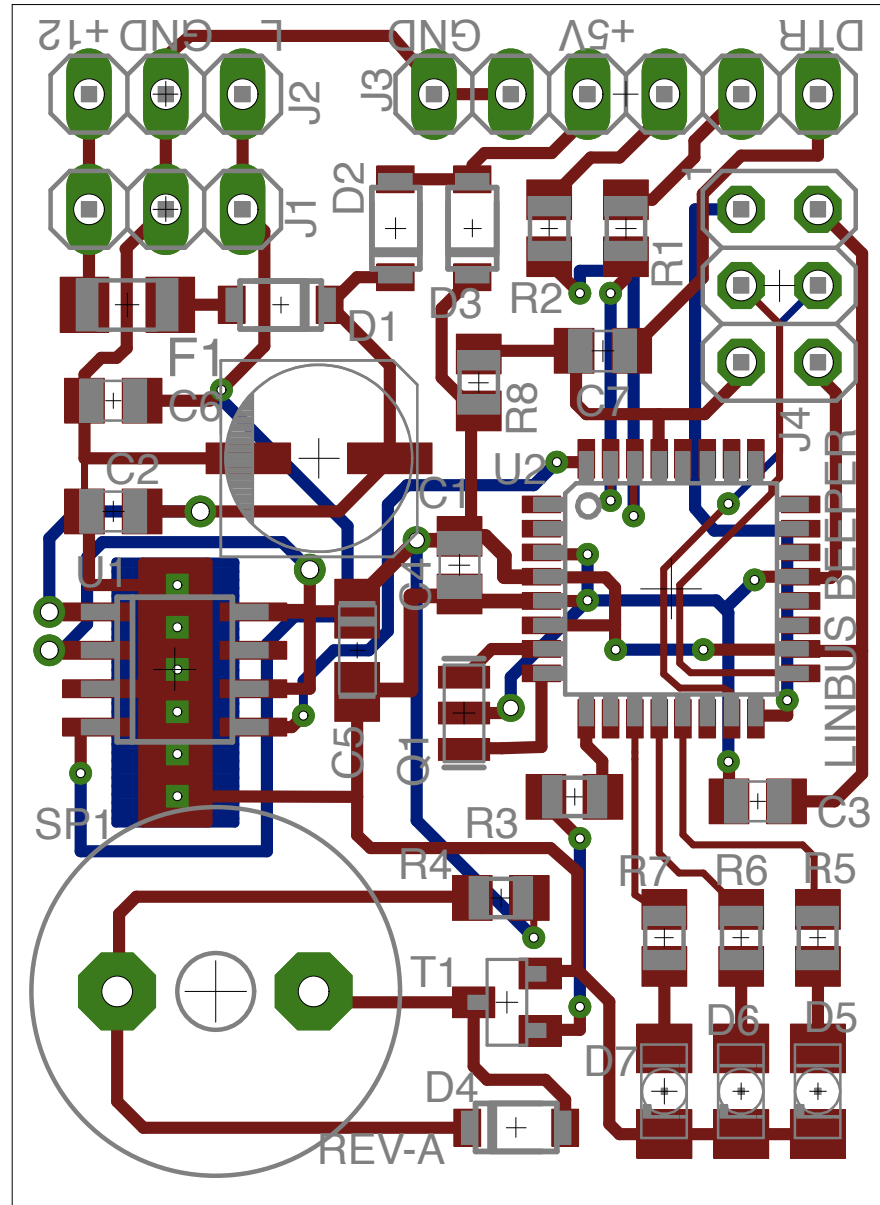 +12 GND L GND +5V DTR
J2
J3
1
D2
J1
R1
R2
D3
D1
F1
C6
C7
R8
J4
C2
C1
U2
U1
C4
LINBUS BEEPER
C5
Q1
SP1
R3
C3
R4
R7 R6 R5
T1
D7 D6 D5
D4
REV-A